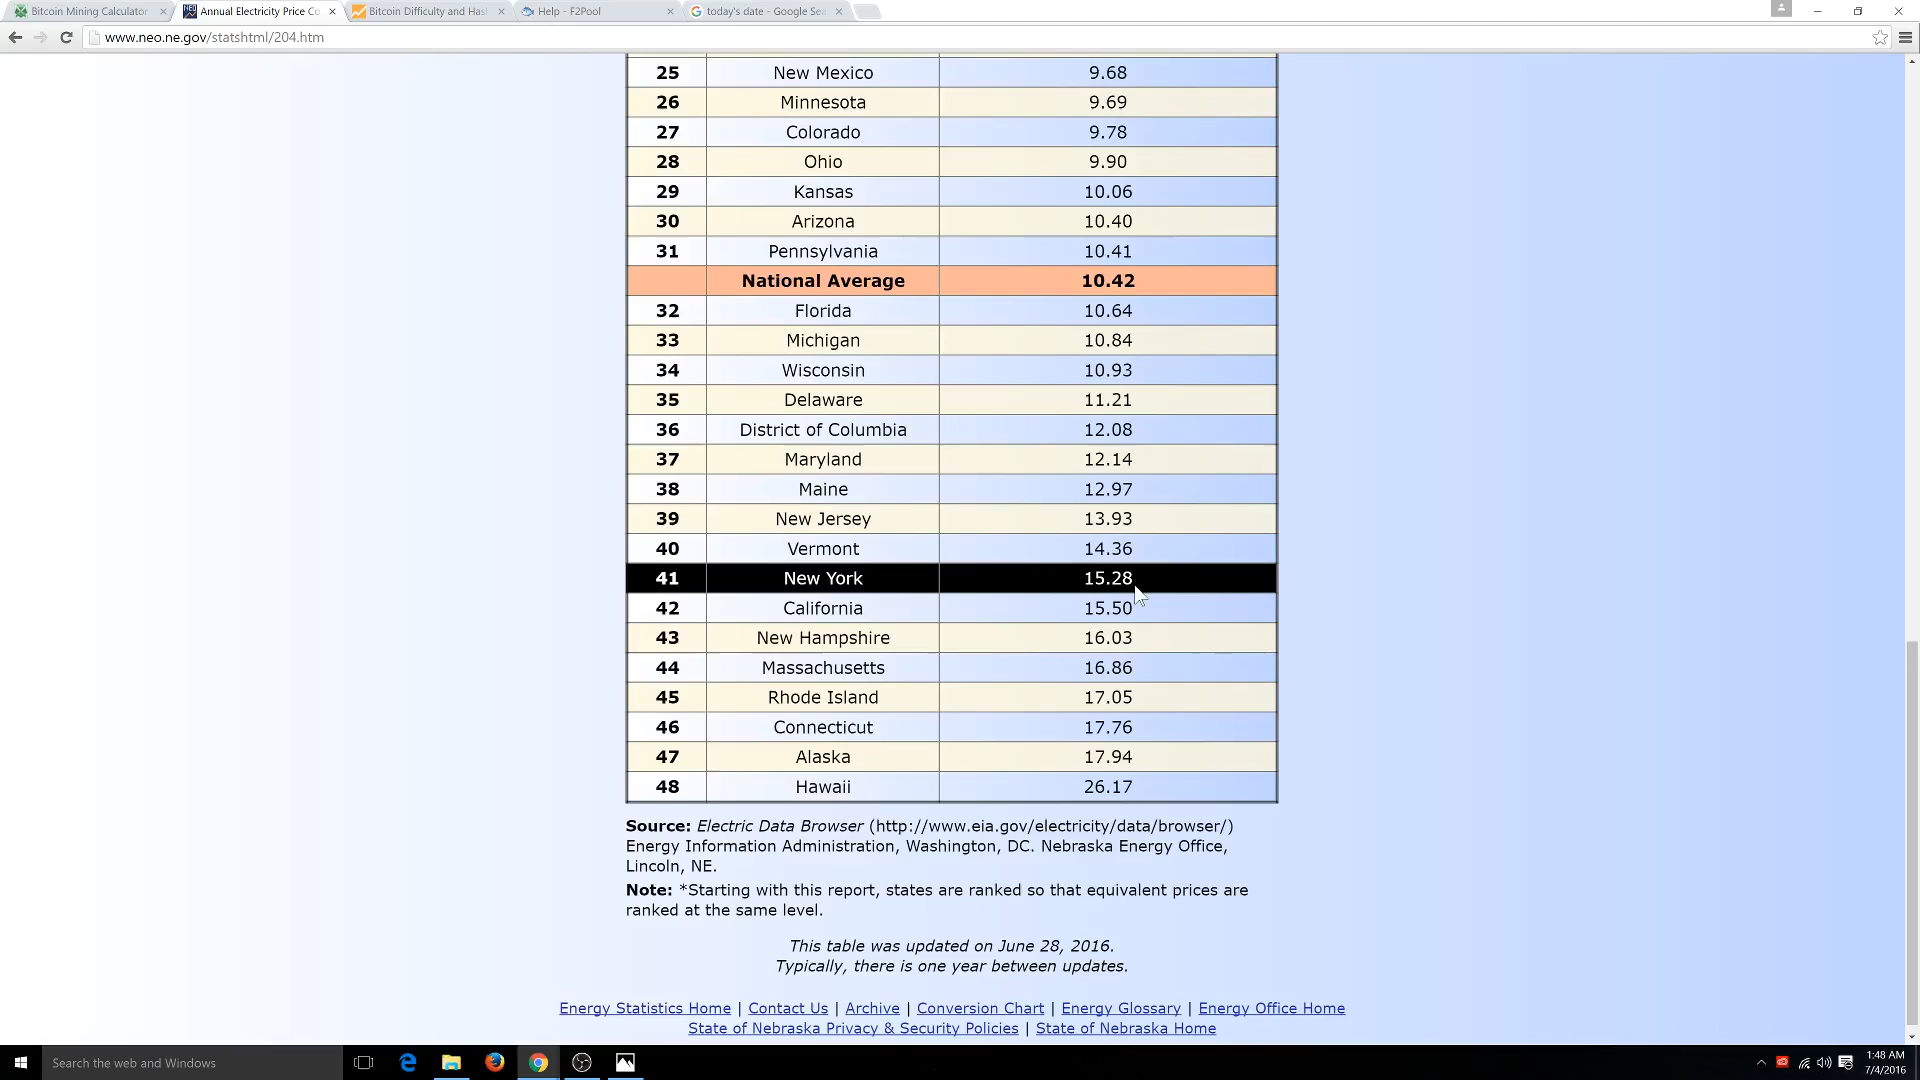 Bitcoin Mining Calculator
Annual Electricity Price Co
Bitcoin Difficulty and Has
Help - F2Pool
today's date - Google Sea
www.neo.ne.gov/statshtml/204.htm
25 New Mexico 9.68
26 Minnesota 9.69
27 Colorado 9.78
28 Ohio 9.90
29 Kansas 10.06
30 Arizona 10.40
31 Pennsylvania 10.41
National Average 10.42
32 Florida 10.64
33 Michigan 10.84
34 Wisconsin 10.93
35 Delaware 11.21
36 District of Columbia 12.08
37 Maryland 12.14
38 Maine 12.97
39 New Jersey 13.93
40 Vermont 14.36
41 New York 15.28
42 California 15.50
43 New Hampshire 16.03
44 Massachusetts 16.86
45 Rhode Island 17.05
46 Connecticut 17.76
47 Alaska 17.94
48 Hawaii 26.17
Source: Electric Data Browser (http://www.eia.gov/electricity/data/browser/)
Energy Information Administration, Washington, DC. Nebraska Energy Office,
Lincoln, NE.
Note: *Starting with this report, states are ranked so that equivalent prices are
ranked at the same level.
This table was updated on June 28, 2016.
Typically, there is one year between updates.
Energy Statistics Home | Contact Us | Archive | Conversion Chart | Energy Glossary | Energy Office Home
State of Nebraska Privacy & Security Policies | State of Nebraska Home
Search the web and Windows
1:48 AM
7/4/2016